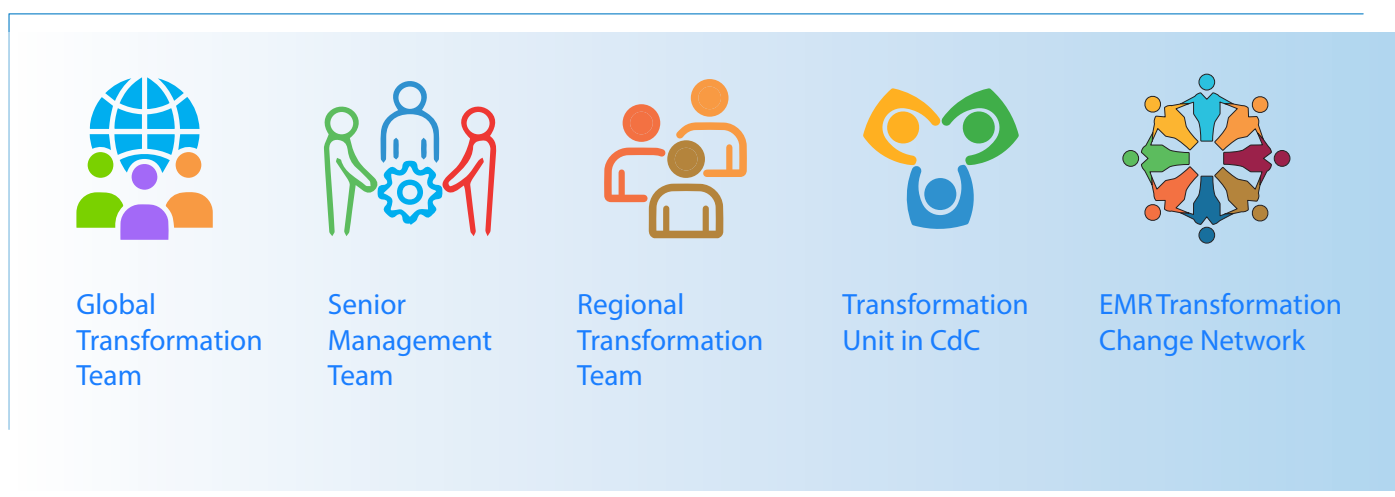 Global
Transformation
Team
Senior
Management
Team
Regional
Transformation
Team
Transformation
Unit in CdC
EMR Transformation
Change Network